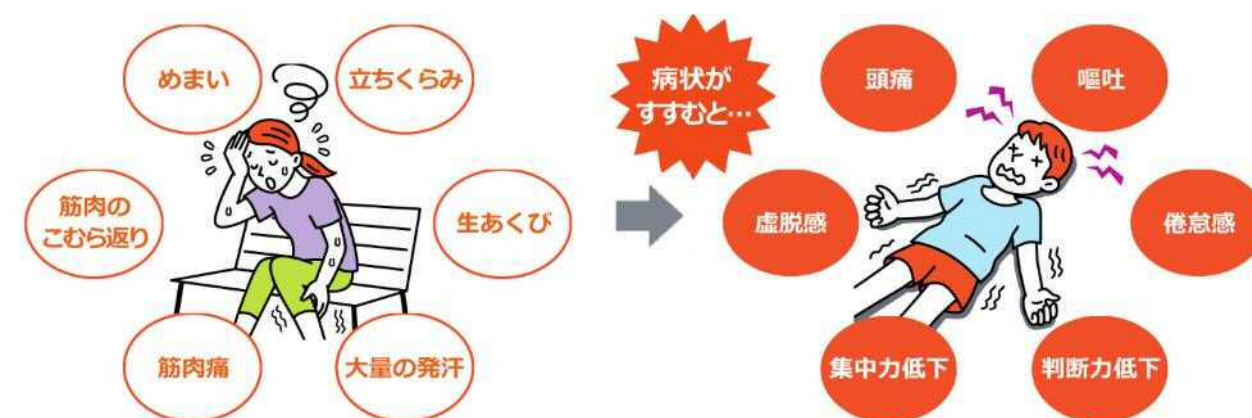 めまい
立ちくらみ
筋肉の
こむら返り
生あくび
筋肉痛
大量の発汗
病状が
すすむと…
頭痛
嘔吐
虚脱感
倦怠感
集中力低下
判断力低下